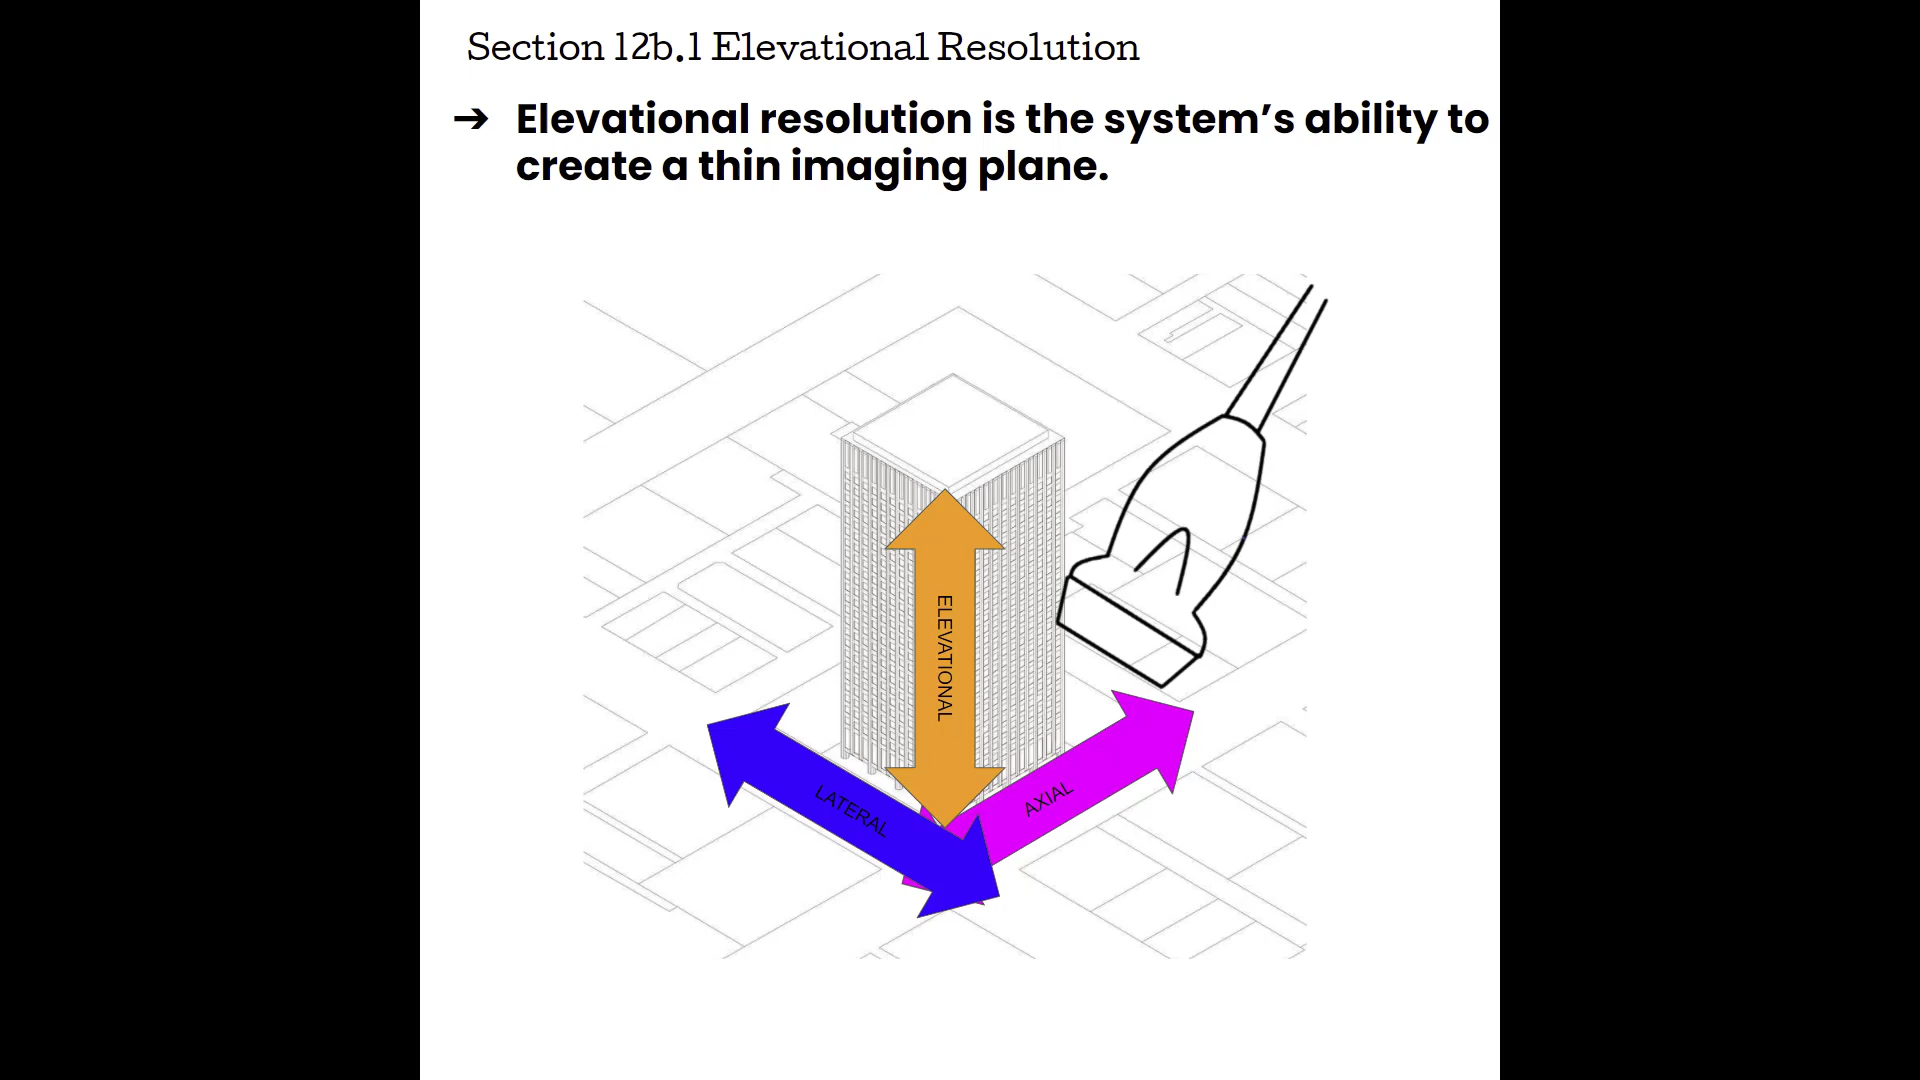 Section 12b.1 Elevational Resolution
➔ Elevational resolution is the system’s ability to
create a thin imaging plane.
ELEVATIONAL
LATERAL
AXIAL